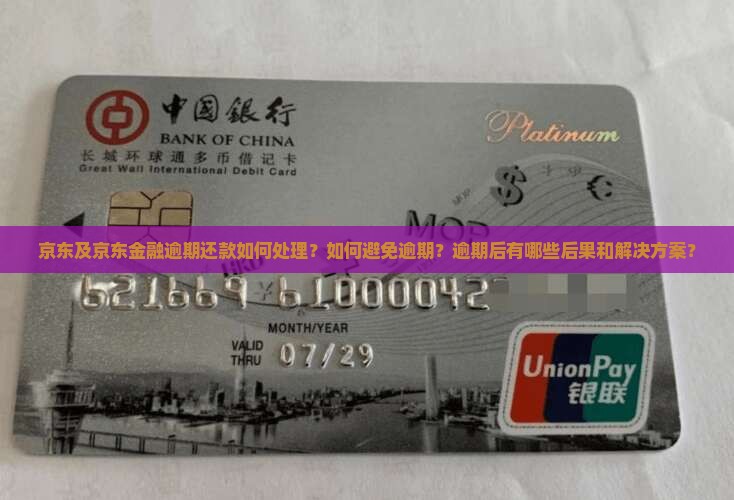 中國銀行
BANK OF CHINA
长城环球通多币借记卡
Great Wall International Debit Card
Platinum
$ €
MOP
MOP
京东及京东金融逾期还款如何处理？如何避免逾期？逾期后有哪些后果和解决方案？
621669 61000042
MONTH/YEAR
VALID THRU 07/29
UnionPay
银联